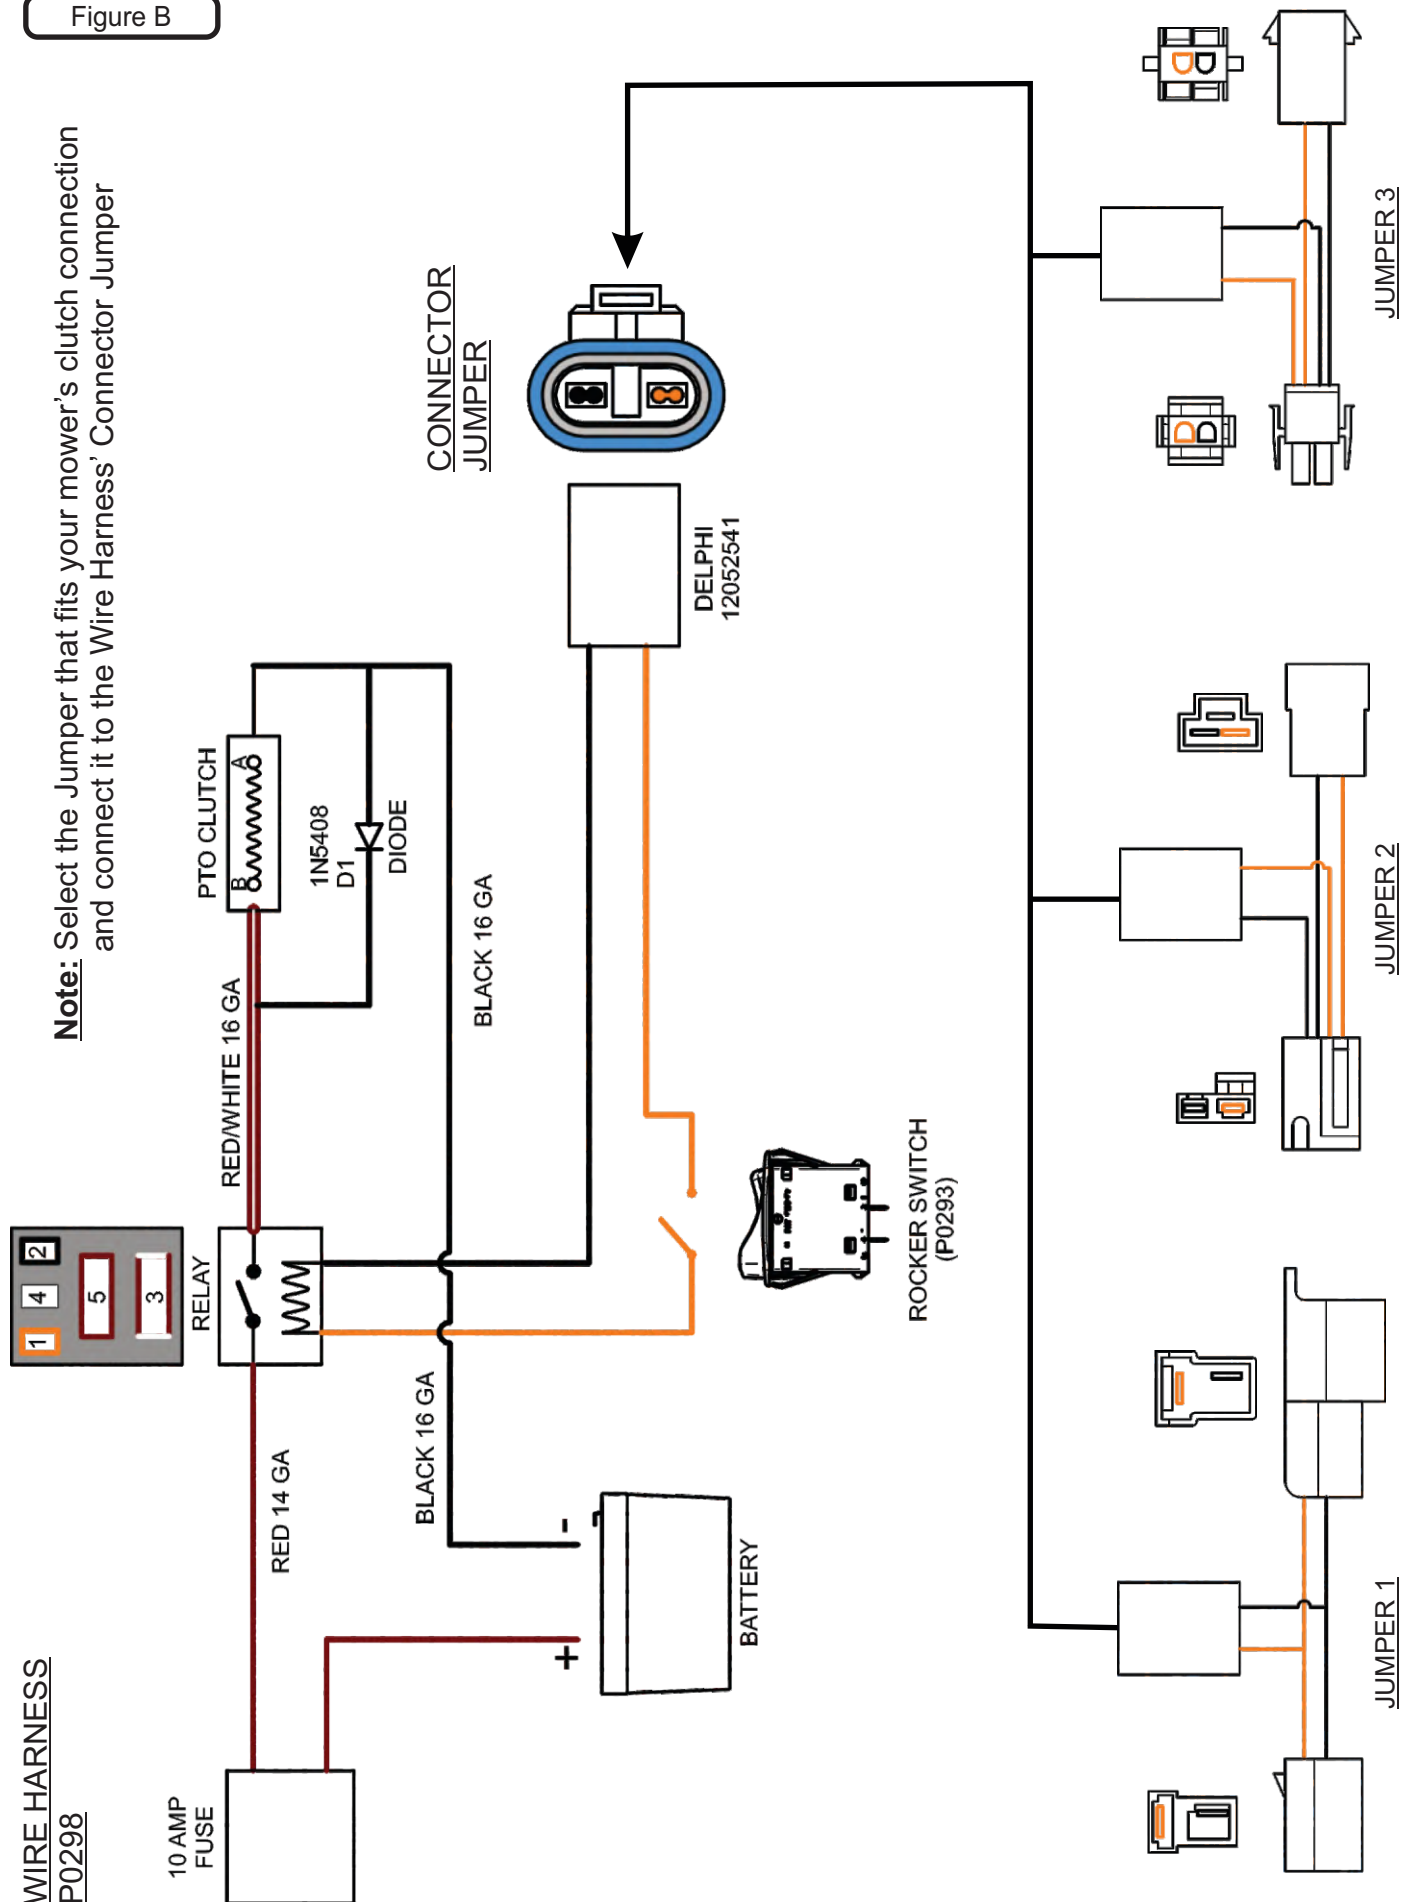 Figure B
WIRE HARNESS
P0298
Note: Select the Jumper that fits your mower's clutch connection
and connect it to the Wire Harness' Connector Jumper
10 AMP
FUSE
RED 14 GA
RELAY
1
4
2
5
3
RED/WHITE 16 GA
PTO CLUTCH
B
A
1N5408
D1
DIODE
BLACK 16 GA
BLACK 16 GA
+
-
BATTERY
ROCKER SWITCH
(P0293)
CONNECTOR
JUMPER
DELPHI
12052541
JUMPER 1
JUMPER 2
JUMPER 3